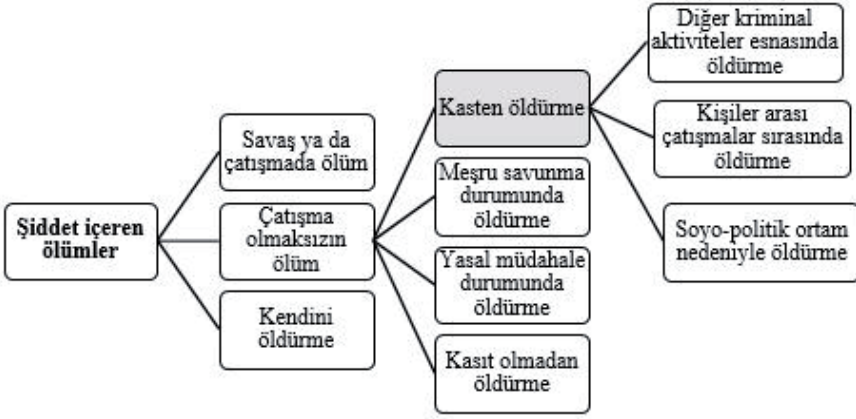 Şiddet içeren
ölümler
Savaş ya da
çatışmada ölüm
Çatışma
olmaksızın
ölüm
Kendini
öldürme
Kasten öldürme
Meşru savunma
durumunda
öldürme
Yasal müdahale
durumunda
öldürme
Kasıt olmadan
öldürme
Diğer kriminal
aktiviteler esnasında
öldürme
Kişiler arası
çatışmalar sırasında
öldürme
Soyo-politik ortam
nedeniyle öldürme